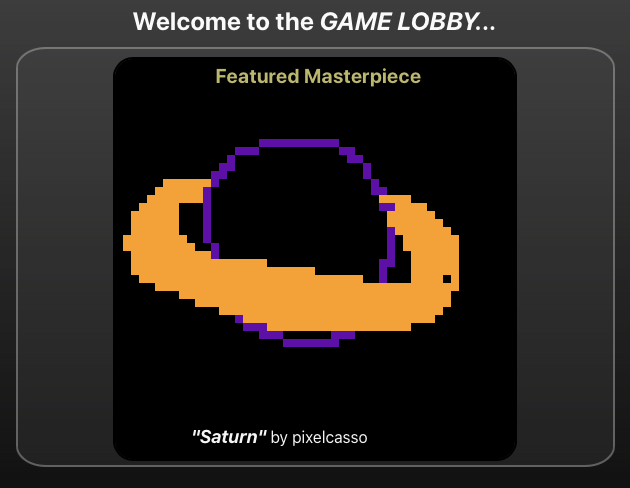 Welcome to the GAME LOBBY...
Featured Masterpiece
"Saturn" by pixelcasso